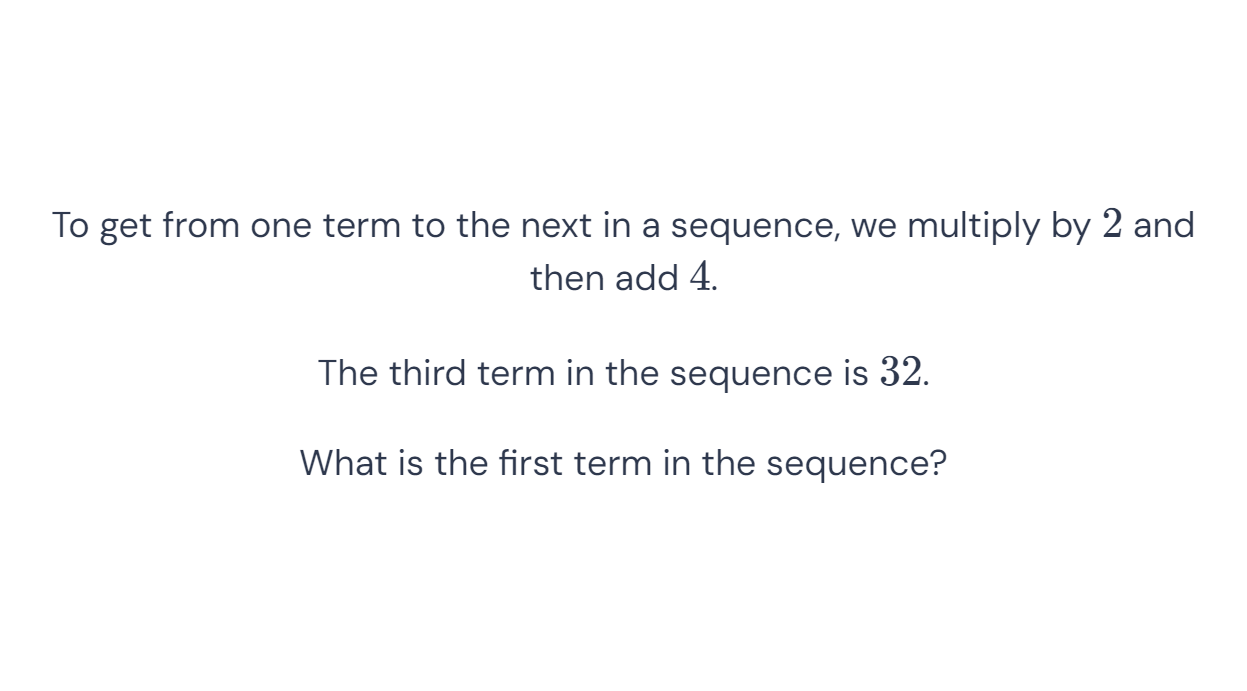 To get from one term to the next in a sequence, we multiply by 2 and
then add 4.
The third term in the sequence is 32.
What is the first term in the sequence?